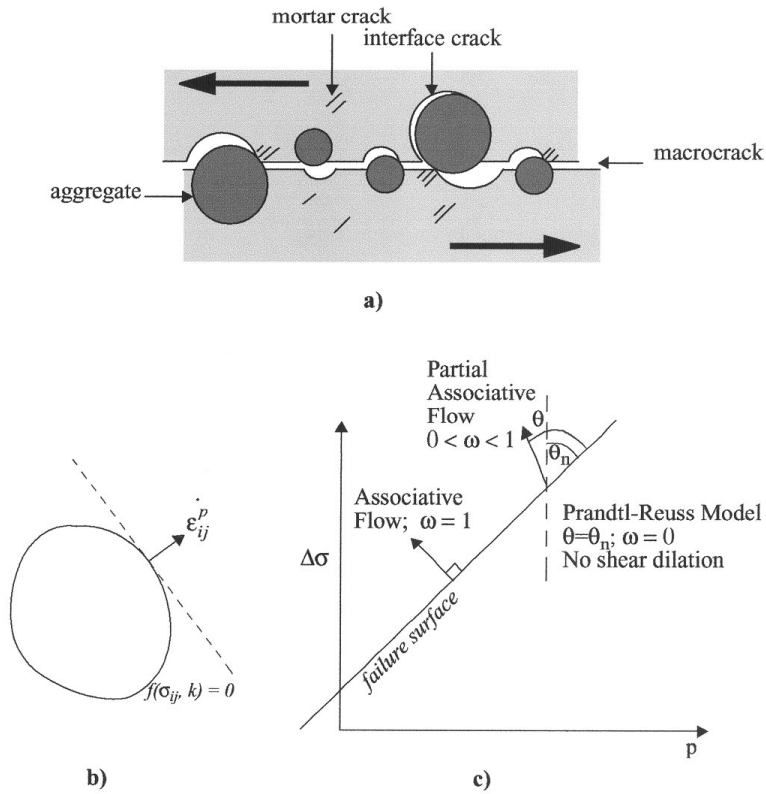 mortar crack
interface crack
macrocrack
aggregate
a)
Partial
Associative
Flow
0 < ω < 1
θ
θn
Associative
Flow; ω = 1
Prandtl-Reuss Model
θ=θn; ω = 0
No shear dilation
Δσ
failure surface
p
ε̇ᵖij
f(σij, k) = 0
b)
c)